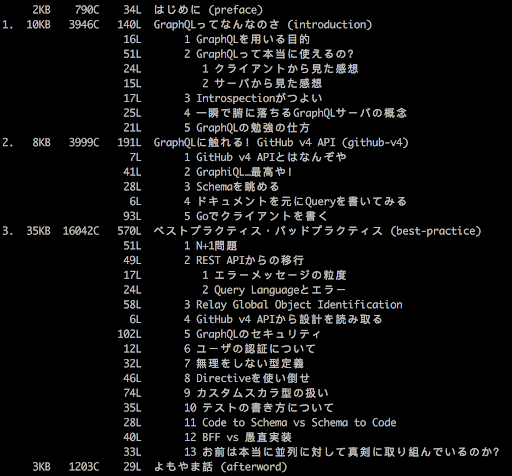 2KB 790C 34L はじめに (preface)
1. 10KB 3946C 140L GraphQLってなんなのさ (introduction)
16L 1 GraphQLを用いる目的
51L 2 GraphQLって本当に使えるの?
24L 1 クライアントから見た感想
15L 2 サーバから見た感想
17L 3 Introspectionがつよい
25L 4 一瞬で腑に落ちるGraphQLサーバの概念
21L 5 GraphQLの勉強の仕方
2. 8KB 3999C 191L GraphQLに触れる! GitHub v4 API (github-v4)
7L 1 GitHub v4 APIとはなんぞや
41L 2 GraphiQL…最高や!
28L 3 Schemaを眺める
6L 4 ドキュメントを元にQueryを書いてみる
93L 5 Goでクライアントを書く
3. 35KB 16042C 570L ベストプラクティス・バッドプラクティス (best-practice)
51L 1 N+1問題
49L 2 REST APIからの移行
17L 1 エラーメッセージの粒度
24L 2 Query Languageとエラー
58L 3 Relay Global Object Identification
6L 4 GitHub v4 APIから設計を読み取る
102L 5 GraphQLのセキュリティ
12L 6 ユーザの認証について
32L 7 無理をしない型定義
46L 8 Directiveを使い倒せ
74L 9 カスタムスカラ型の扱い
35L 10 テストの書き方について
28L 11 Code to Schema vs Schema to Code
40L 12 BFF vs 愚直実装
33L 13 お前は本当に並列に対して真剣に取り組んでいるのか?
3KB 1203C 29L よもやま話 (afterword)